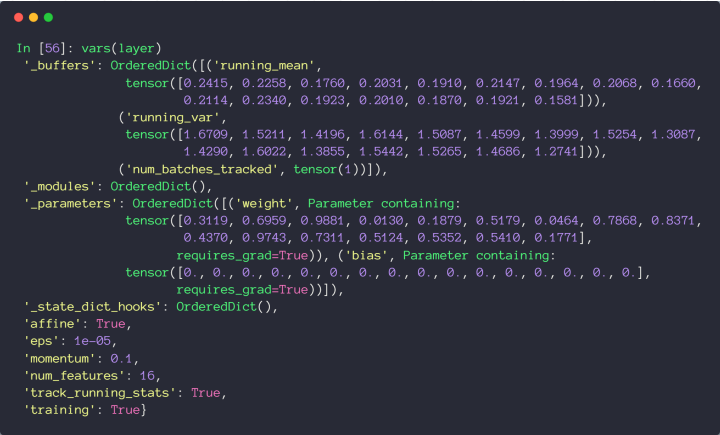 In [56]: vars(layer)
'_buffers': OrderedDict([('running_mean',
tensor([0.2415, 0.2258, 0.1760, 0.2031, 0.1910, 0.2147, 0.1964, 0.2068, 0.1660,
0.2114, 0.2340, 0.1923, 0.2010, 0.1870, 0.1921, 0.1581])),
('running_var',
tensor([1.6709, 1.5211, 1.4196, 1.6144, 1.5087, 1.4599, 1.3999, 1.5254, 1.3087,
1.4290, 1.6022, 1.3855, 1.5442, 1.5265, 1.4686, 1.2741])),
('num_batches_tracked', tensor(1))]),
'_modules': OrderedDict(),
'_parameters': OrderedDict([('weight', Parameter containing:
tensor([0.3119, 0.6959, 0.9881, 0.0130, 0.1879, 0.5179, 0.0464, 0.7868, 0.8371,
0.4370, 0.9743, 0.7311, 0.5124, 0.5352, 0.5410, 0.1771],
requires_grad=True)), ('bias', Parameter containing:
tensor([0., 0., 0., 0., 0., 0., 0., 0., 0., 0., 0., 0., 0., 0., 0., 0.],
requires_grad=True))]),
'_state_dict_hooks': OrderedDict(),
'affine': True,
'eps': 1e-05,
'momentum': 0.1,
'num_features': 16,
'track_running_stats': True,
'training': True}